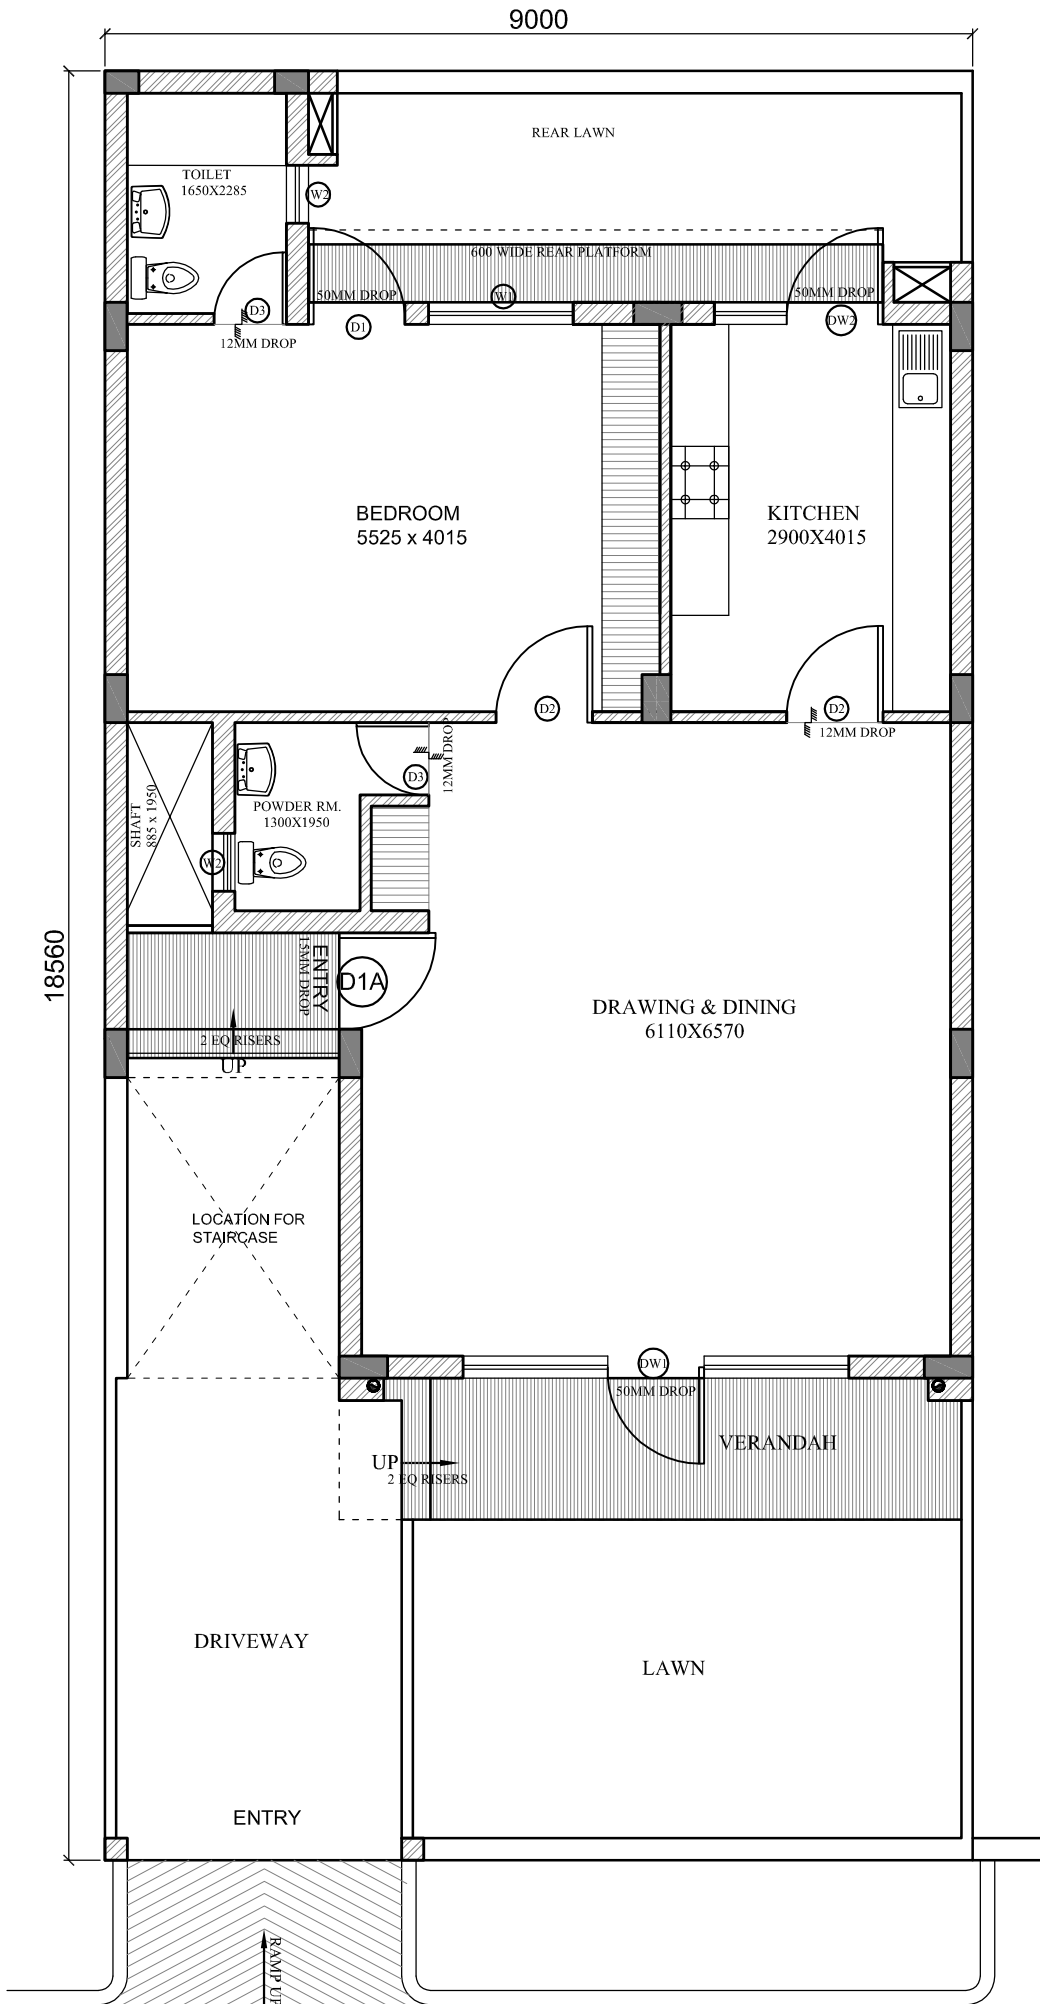 9000
REAR LAWN
TOILET
1650X2285
W2
600 WIDE REAR PLATFORM
50MM DROP
W1
50MM DROP
D3
D1
DW2
12MM DROP
BEDROOM
5525 x 4015
KITCHEN
2900X4015
D2
D2
12MM DROP
12MM DROP
D3
SHAFT
885 x 1950
POWDER RM.
1300X1950
W2
18560
ENTRY
15MM DROP
D1A
DRAWING & DINING
6110X6570
2 EQ RISERS
UP
LOCATION FOR
STAIRCASE
DW1
50MM DROP
VERANDAH
UP
2 EQ RISERS
DRIVEWAY
LAWN
ENTRY
RAMP UP